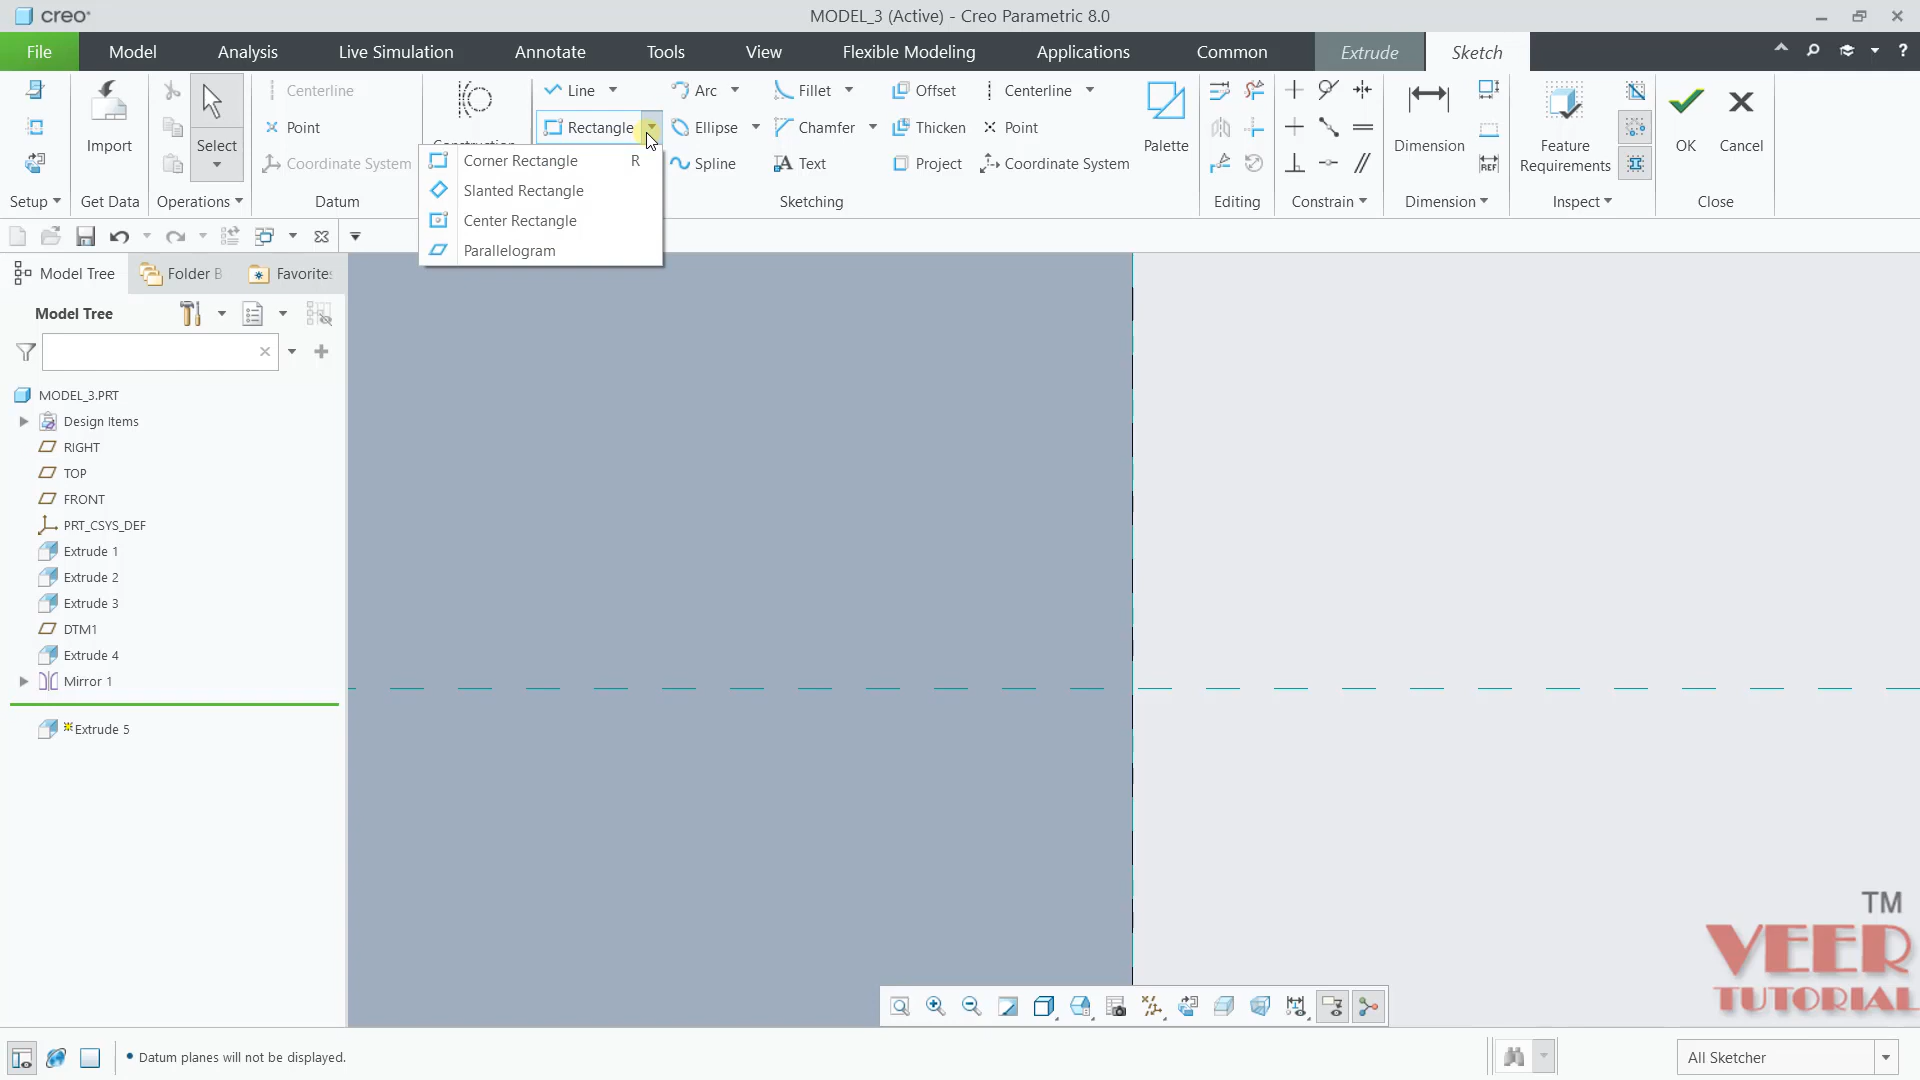 creo
MODEL_3 (Active) - Creo Parametric 8.0
File Model Analysis Live Simulation Annotate Tools View Flexible Modeling Applications Common Extrude Sketch
Centerline Line Arc Fillet Offset Centerline
Point Rectangle Ellipse Chamfer Thicken Point
Import Select Palette Dimension Feature Requirements OK Cancel
Coordinate System Corner Rectangle R Spline Text Project Coordinate System
Slanted Rectangle
Setup Get Data Operations Datum Sketching Editing Constrain Dimension Inspect Close
Center Rectangle
Parallelogram
Model Tree Folder B Favorites
Model Tree
MODEL_3.PRT
Design Items
RIGHT
TOP
FRONT
PRT_CSYS_DEF
Extrude 1
Extrude 2
Extrude 3
DTM1
Extrude 4
Mirror 1
Extrude 5
TM
VEER
TUTORIAL
• Datum planes will not be displayed.
All Sketcher